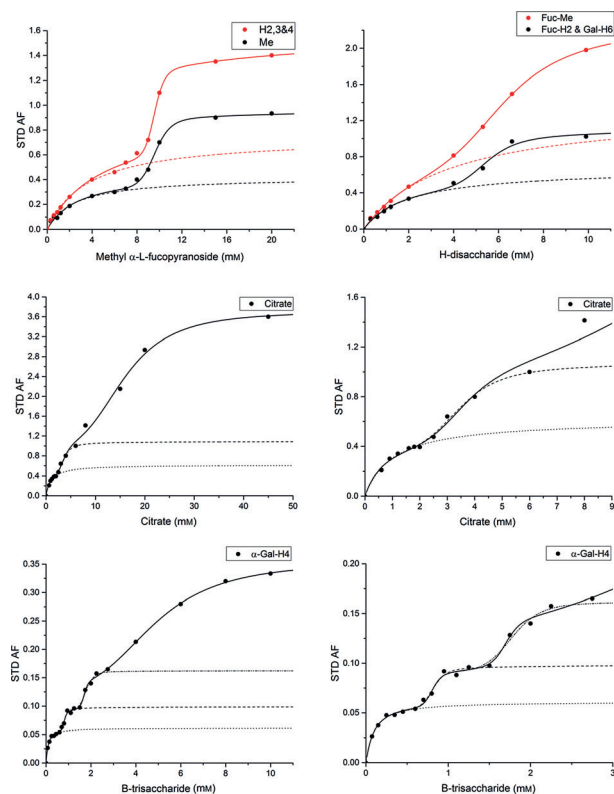 H2,3&4
Me
STD AF
1.6
1.4
1.2
1.0
0.8
0.6
0.4
0.2
0.0
0 4 8 12 16 20
Methyl α-L-fucopyranoside (mM)
Fuc-Me
Fuc-H2 & Gal-H6
STD AF
2.0
1.6
1.2
0.8
0.4
0.0
0 2 4 6 8 10
H-disaccharide (mM)
Citrate
STD AF
4.0
3.6
3.2
2.8
2.4
2.0
1.6
1.2
0.8
0.4
0.0
0 10 20 30 40 50
Citrate (mM)
Citrate
STD AF
1.6
1.2
0.8
0.4
0.0
0 1 2 3 4 5 6 7 8 9
Citrate (mM)
α-Gal-H4
STD AF
0.35
0.30
0.25
0.20
0.15
0.10
0.05
0.00
0 2 4 6 8 10
B-trisaccharide (mM)
α-Gal-H4
STD AF
0.20
0.15
0.10
0.05
0.00
0 1 2 3
B-trisaccharide (mM)